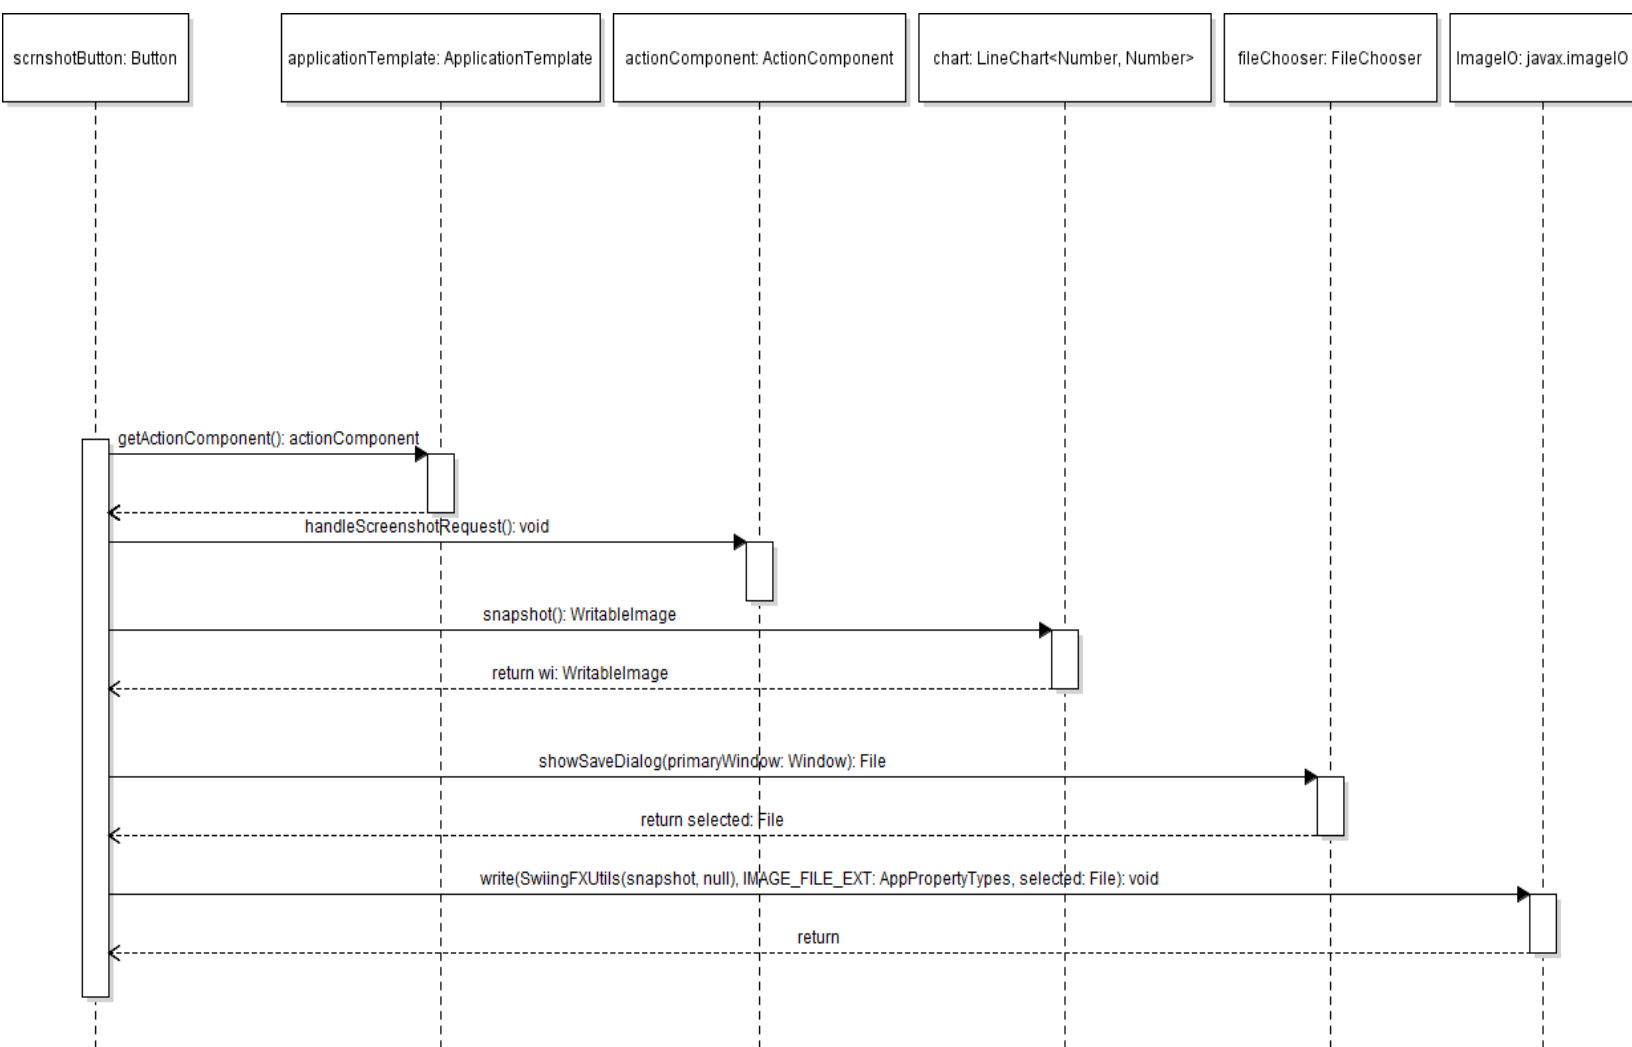 scrnshotButton: Button
applicationTemplate: ApplicationTemplate
actionComponent: ActionComponent
chart: LineChart<Number, Number>
fileChooser: FileChooser
ImageIO: javax.imageIO
getActionComponent(): actionComponent
handleScreenshotRequest(): void
snapshot(): WritableImage
return wi: WritableImage
showSaveDialog(primaryWindow: Window): File
return selected: File
write(SwiingFXUtils(snapshot, null), IMAGE_FILE_EXT: AppPropertyTypes, selected: File): void
return